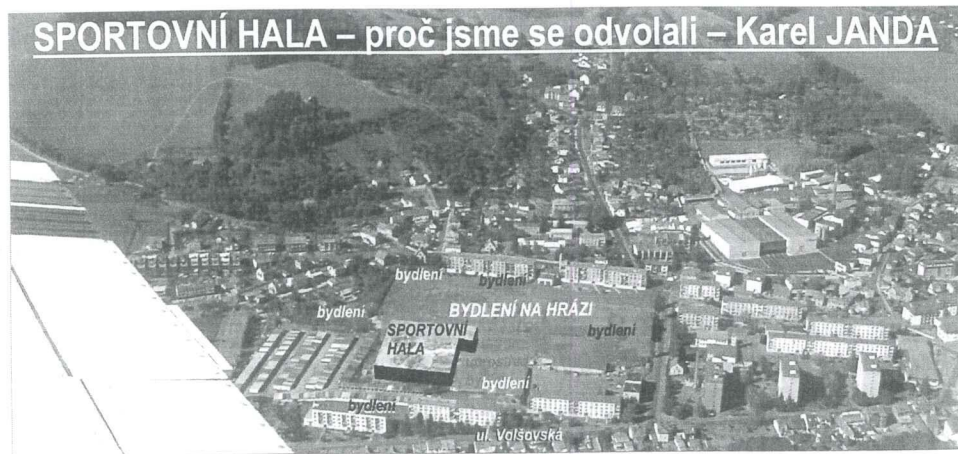 SPORTOVNÍ HALA – proč jsme se odvolali – Karel JANDA
bydlení
bydlení
bydlení
BYDLENÍ NA HRÁZI
SPORTOVNÍ
HALA
bydlení
bydlení
bydlení
ul. Volšovská